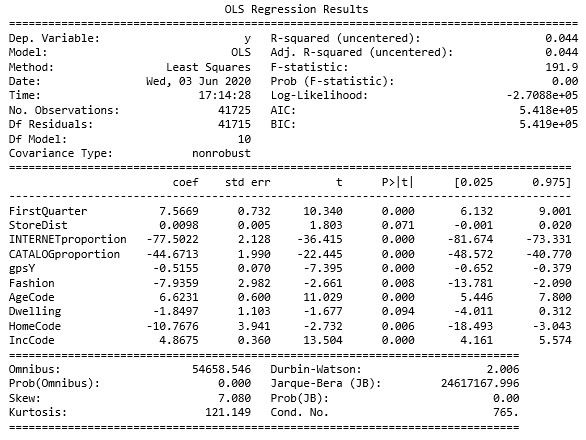 OLS Regression Results
==============================================================================
Dep. Variable: y R-squared (uncentered): 0.044
Model: OLS Adj. R-squared (uncentered): 0.044
Method: Least Squares F-statistic: 191.9
Date: Wed, 03 Jun 2020 Prob (F-statistic): 0.00
Time: 17:14:28 Log-Likelihood: -2.7088e+05
No. Observations: 41725 AIC: 5.418e+05
Df Residuals: 41715 BIC: 5.419e+05
Df Model: 10
Covariance Type: nonrobust
==============================================================================
coef std err t P>|t| [0.025 0.975]
------------------------------------------------------------------------------
FirstQuarter 7.5669 0.732 10.340 0.000 6.132 9.001
StoreDist 0.0098 0.005 1.803 0.071 -0.001 0.020
INTERNETproportion -77.5022 2.128 -36.415 0.000 -81.674 -73.331
CATALOGproportion -44.6713 1.990 -22.445 0.000 -48.572 -40.770
gpsY -0.5155 0.070 -7.395 0.000 -0.652 -0.379
Fashion -7.9359 2.982 -2.661 0.008 -13.781 -2.090
AgeCode 6.6231 0.600 11.029 0.000 5.446 7.800
Dwelling -1.8497 1.103 -1.677 0.094 -4.011 0.312
HomeCode -10.7676 3.941 -2.732 0.006 -18.493 -3.043
IncCode 4.8675 0.360 13.504 0.000 4.161 5.574
==============================================================================
Omnibus: 54658.546 Durbin-Watson: 2.006
Prob(Omnibus): 0.000 Jarque-Bera (JB): 24617167.996
Skew: 7.080 Prob(JB): 0.00
Kurtosis: 121.149 Cond. No. 765.
==============================================================================